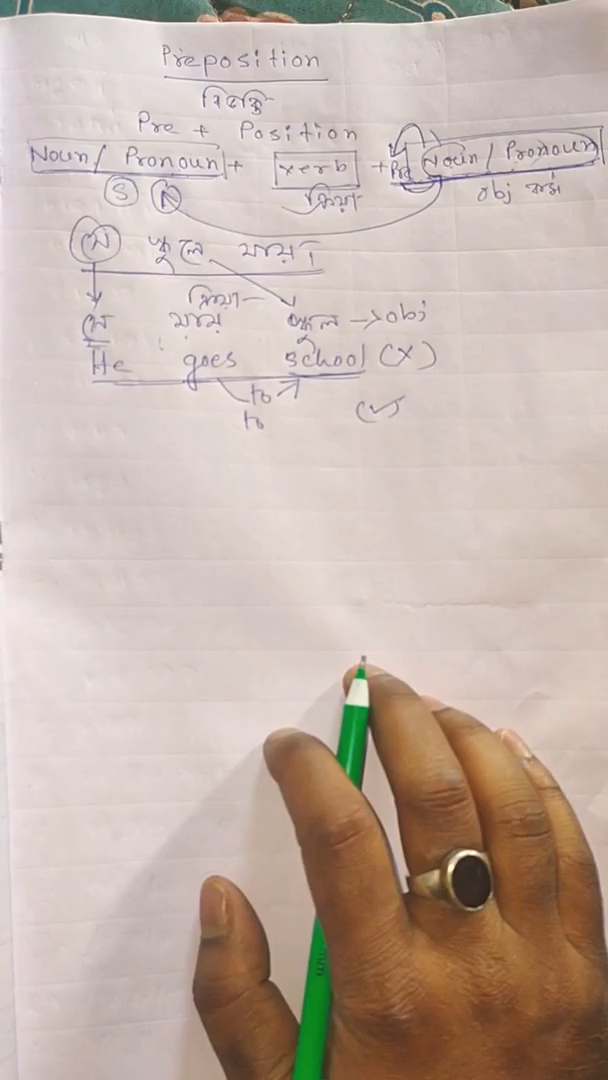 Preposition
বিভক্তি
Pre + Position
Noun / Pronoun + verb + Pre Noun / Pronoun
S ক্রিয়া obj কর্ম
সে স্কুলে যায়।
ক্রিয়া
সে যায় স্কুল → obj
He goes school (X)
to
to (✓)